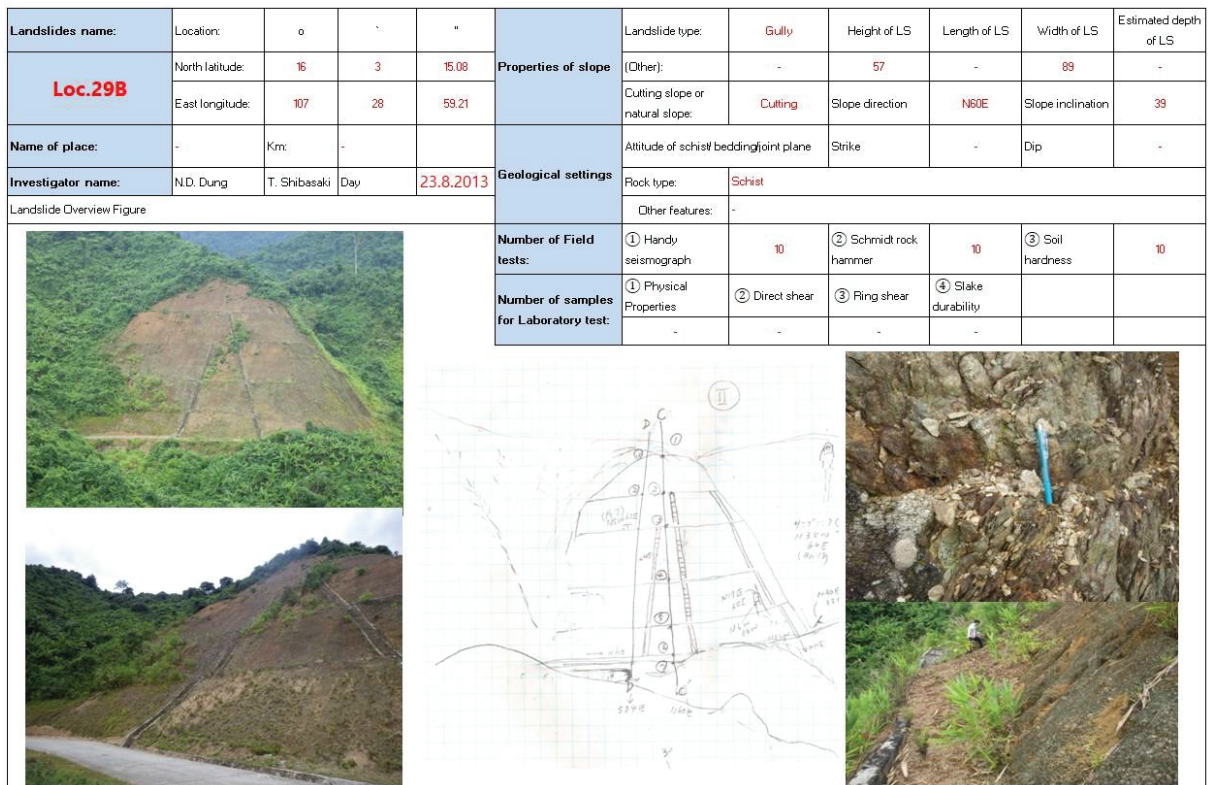 Landslides name:
Location:
o
`
"
Loc.29B
North latitude:
16
3
15.08
East longitude:
107
28
59.21
Name of place:
-
Km:
-
Investigator name:
N.D. Dung
T. Shibasaki
Day
23.8.2013
Landslide Overview Figure
Properties of slope
Landslide type:
Gully
Height of LS
Length of LS
Width of LS
Estimated depth
of LS
(Other):
-
57
-
89
-
Cutting slope or
natural slope:
Cutting
Slope direction
N60E
Slope inclination
39
Geological settings
Attitude of schist/ bedding/joint plane
Strike
-
Dip
-
Rock type:
Schist
Other features:
-
Number of Field
tests:
① Handy
seismograph
10
② Schmidt rock
hammer
10
③ Soil
hardness
10
Number of samples
for Laboratory test:
① Physical
Properties
② Direct shear
③ Ring shear
④ Slake
durability
-
-
-
-
II
D
C
①
⑤
⑥
⑦